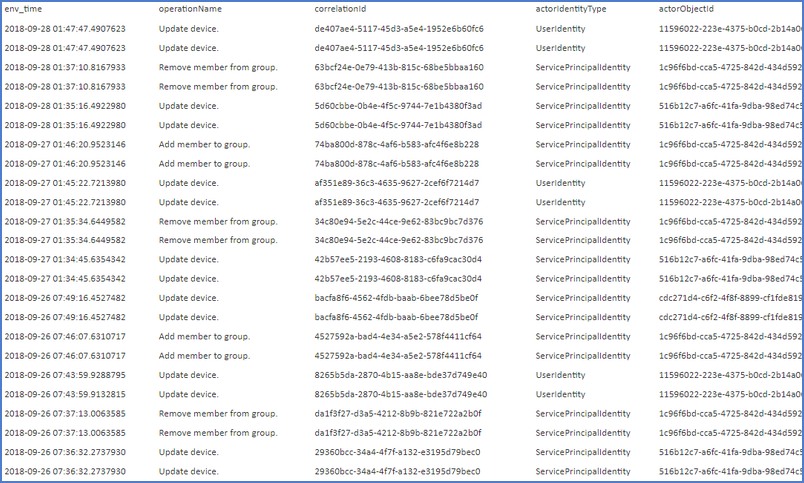 env_time operationName correlationId actorIdentityType actorObjectId
2018-09-28 01:47:47.4907623 Update device. de407ae4-5117-45d3-a5e4-1952e6b60fc6 UserIdentity 11596022-223e-4375-b0cd-2b14a0
2018-09-28 01:47:47.4907623 Update device. de407ae4-5117-45d3-a5e4-1952e6b60fc6 UserIdentity 11596022-223e-4375-b0cd-2b14a0
2018-09-28 01:37:10.8167933 Remove member from group. 63bcf24e-0e79-413b-815c-68be5bbaa160 ServicePrincipalIdentity 1c96f6bd-cca5-4725-842d-434d592
2018-09-28 01:37:10.8167933 Remove member from group. 63bcf24e-0e79-413b-815c-68be5bbaa160 ServicePrincipalIdentity 1c96f6bd-cca5-4725-842d-434d592
2018-09-28 01:35:16.4922980 Update device. 5d60cbbe-0b4e-4f5c-9744-7e1b4380f3ad ServicePrincipalIdentity 516b12c7-a6fc-41fa-9dba-98ed74c5
2018-09-28 01:35:16.4922980 Update device. 5d60cbbe-0b4e-4f5c-9744-7e1b4380f3ad ServicePrincipalIdentity 516b12c7-a6fc-41fa-9dba-98ed74c5
2018-09-28 01:46:20.9523146 Add member to group. 74ba800d-878c-4af6-b583-afc4f6e8b228 ServicePrincipalIdentity 1c96f6bd-cca5-4725-842d-434d592
2018-09-28 01:46:20.9523146 Add member to group. 74ba800d-878c-4af6-b583-afc4f6e8b228 ServicePrincipalIdentity 1c96f6bd-cca5-4725-842d-434d592
2018-09-27 01:45:22.7213980 Update device. af351e89-36c3-4635-9627-2cef6f7214d7 UserIdentity 11596022-223e-4375-b0cd-2b14a0
2018-09-27 01:45:22.7213980 Update device. af351e89-36c3-4635-9627-2cef6f7214d7 UserIdentity 11596022-223e-4375-b0cd-2b14a0
2018-09-27 01:35:34.6449582 Remove member from group. 34c80e94-5e2c-44ce-9e62-83bc9bc7d376 ServicePrincipalIdentity 1c96f6bd-cca5-4725-842d-434d592
2018-09-27 01:35:34.6449582 Remove member from group. 34c80e94-5e2c-44ce-9e62-83bc9bc7d376 ServicePrincipalIdentity 1c96f6bd-cca5-4725-842d-434d592
2018-09-27 01:34:45.6354342 Update device. 42b57ee5-2193-4608-8183-c6fa9cac30d4 ServicePrincipalIdentity 516b12c7-a6fc-41fa-9dba-98ed74c5
2018-09-27 01:34:45.6354342 Update device. 42b57ee5-2193-4608-8183-c6fa9cac30d4 ServicePrincipalIdentity 516b12c7-a6fc-41fa-9dba-98ed74c5
2018-09-26 07:49:16.4527482 Update device. bacfa8f6-4562-4fdb-baab-6bee78d5be0f ServicePrincipalIdentity cdc271d4-c6f2-4f8f-8899-cf1fde819
2018-09-26 07:49:16.4527482 Update device. bacfa8f6-4562-4fdb-baab-6bee78d5be0f ServicePrincipalIdentity cdc271d4-c6f2-4f8f-8899-cf1fde819
2018-09-26 07:46:07.6310717 Add member to group. 4527592a-bad4-4e34-a5e2-578f4411cf64 ServicePrincipalIdentity 1c96f6bd-cca5-4725-842d-434d592
2018-09-26 07:46:07.6310717 Add member to group. 4527592a-bad4-4e34-a5e2-578f4411cf64 ServicePrincipalIdentity 1c96f6bd-cca5-4725-842d-434d592
2018-09-26 07:43:59.9288795 Update device. 8265b5da-2870-4b15-aa8e-bde37d749e40 UserIdentity 11596022-223e-4375-b0cd-2b14a0
2018-09-26 07:43:59.9132815 Update device. 8265b5da-2870-4b15-aa8e-bde37d749e40 UserIdentity 11596022-223e-4375-b0cd-2b14a0
2018-09-26 07:37:13.0063585 Remove member from group. da1f3f27-d3a5-4212-8b9b-821e722a2b0f ServicePrincipalIdentity 1c96f6bd-cca5-4725-842d-434d592
2018-09-26 07:37:13.0063585 Remove member from group. da1f3f27-d3a5-4212-8b9b-821e722a2b0f ServicePrincipalIdentity 1c96f6bd-cca5-4725-842d-434d592
2018-09-26 07:36:32.2737930 Update device. 29360bcc-34a4-4f7f-a132-e3195d79bec0 ServicePrincipalIdentity 516b12c7-a6fc-41fa-9dba-98ed74c5
2018-09-26 07:36:32.2737930 Update device. 29360bcc-34a4-4f7f-a132-e3195d79bec0 ServicePrincipalIdentity 516b12c7-a6fc-41fa-9dba-98ed74c5